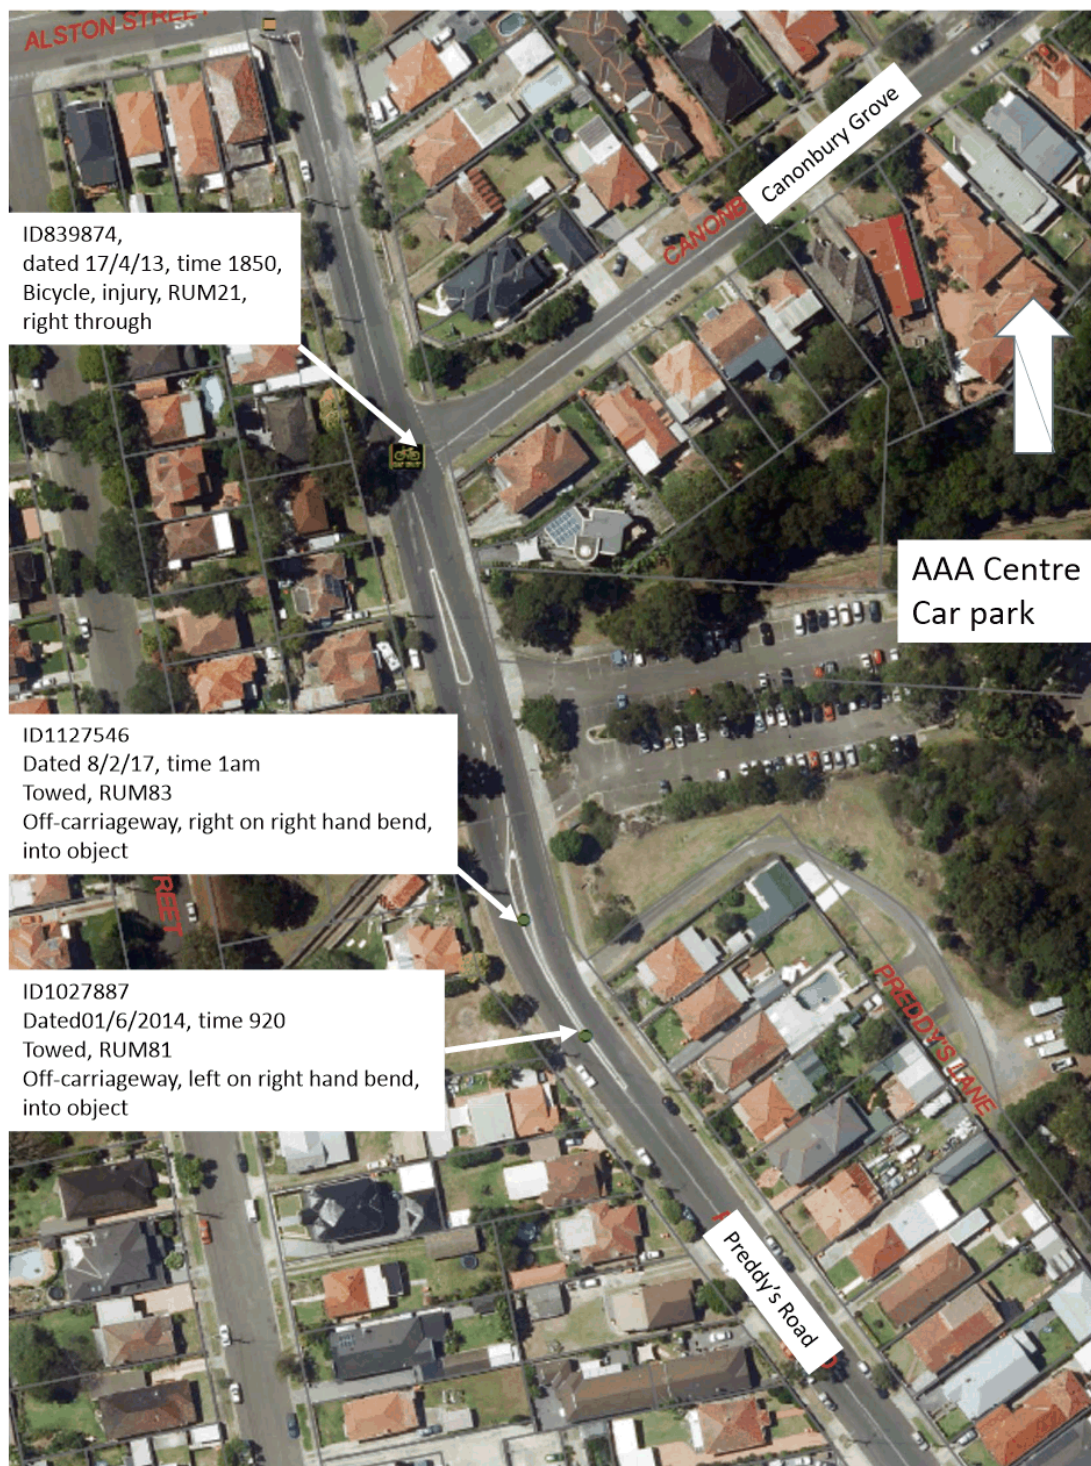 ALSTON STREET
Canonbury Grove
CANONB
ID839874,
dated 17/4/13, time 1850,
Bicycle, injury, RUM21,
right through
AAA Centre
Car park
ID1127546
Dated 8/2/17, time 1am
Towed, RUM83
Off-carriageway, right on right hand bend,
into object
REET
ID1027887
Dated01/6/2014, time 920
Towed, RUM81
Off-carriageway, left on right hand bend,
into object
PREDDY'S LANE
Preddy's Road